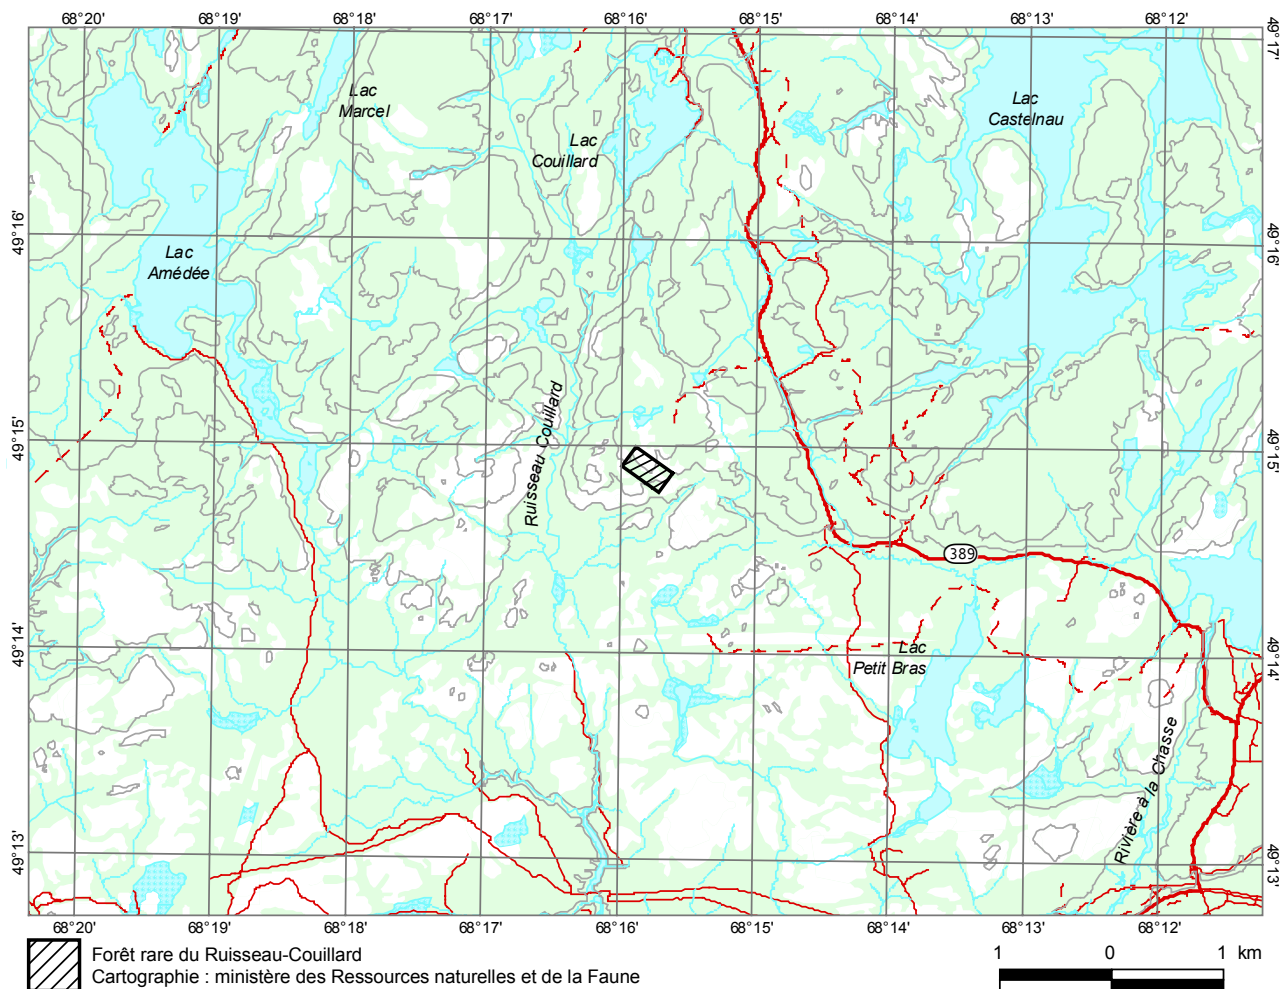 68°20' 68°19' 68°18' 68°17' 68°16' 68°15' 68°14' 68°13' 68°12'
49°17'
Lac
Marcel
Lac
Castelnau
Lac
Couillard
49°16'
49°16'
Lac
Amédée
Ruisseau Couillard
49°15'
49°15'
389
49°14'
49°14'
Lac
Petit Bras
Rivière à la Chasse
49°13'
49°13'
68°20' 68°19' 68°18' 68°17' 68°16' 68°15' 68°14' 68°13' 68°12'
Forêt rare du Ruisseau-Couillard
Cartographie : ministère des Ressources naturelles et de la Faune
1 0 1 km